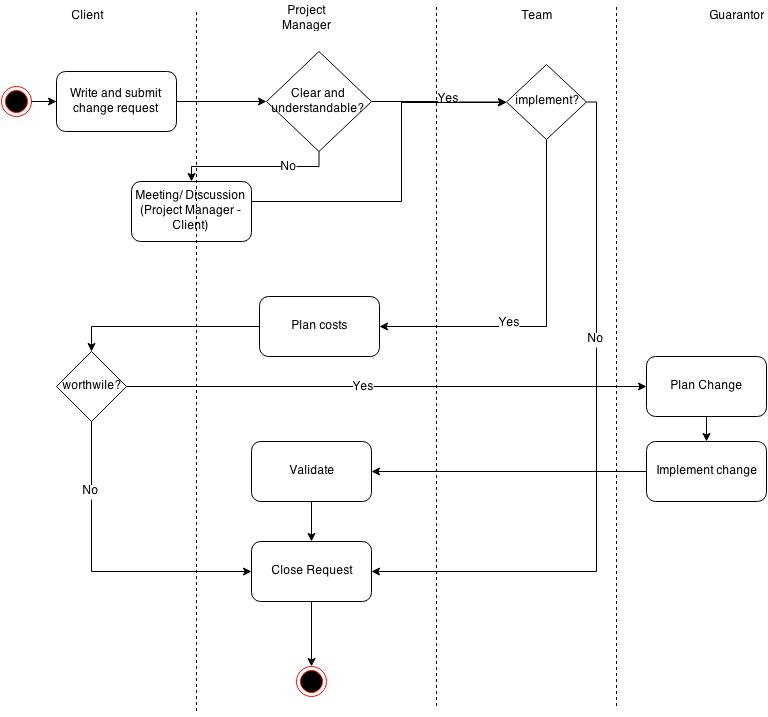 Client
Project
Manager
Team
Guarantor
Write and submit
change request
Clear and
understandable?
Yes
implement?
No
Meeting/ Discussion
(Project Manager -
Client)
Plan costs
Yes
No
worthwile?
Yes
Plan Change
Validate
Implement change
No
Close Request